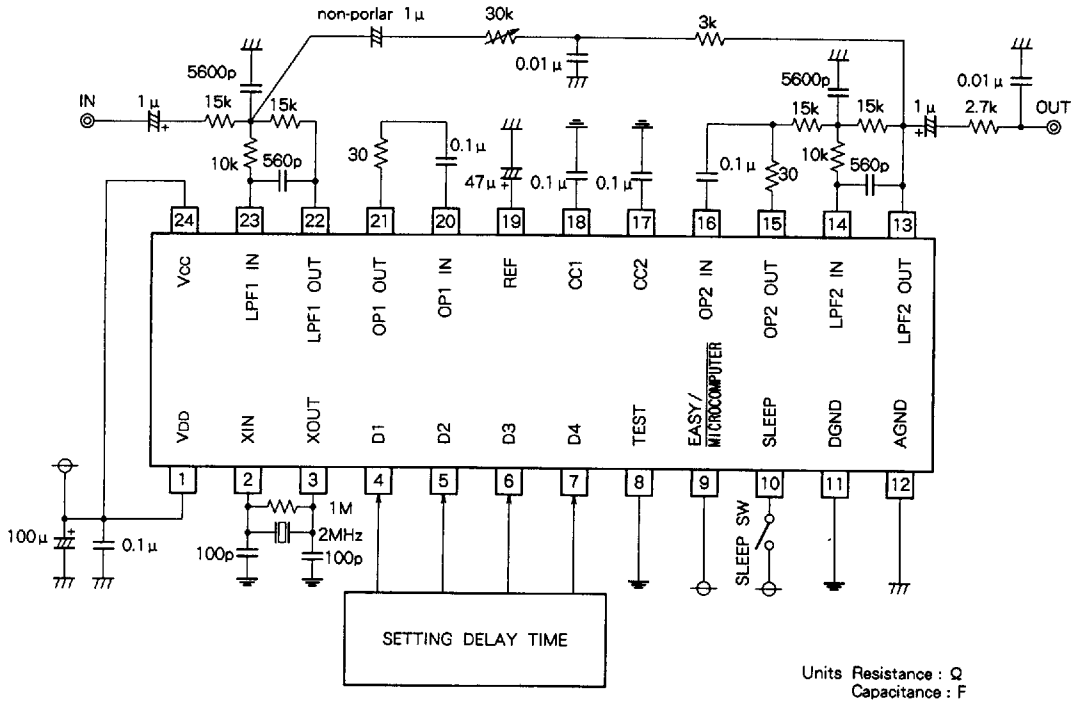 non-porlar 1μ
30k
3k
0.01μ
5600p
5600p
0.01μ
IN
1μ
+
15k
15k
15k
15k
1μ
+
2.7k
OUT
10k
560p
30
0.1μ
47μ
+
0.1μ
0.1μ
0.1μ
30
10k
560p
24
23
22
21
20
19
18
17
16
15
14
13
VCC
LPF1 IN
LPF1 OUT
OP1 OUT
OP1 IN
REF
CC1
CC2
OP2 IN
OP2 OUT
LPF2 IN
LPF2 OUT
VDD
XIN
XOUT
D1
D2
D3
D4
TEST
EASY/
MICROCOMPUTER
SLEEP
DGND
AGND
1
2
3
4
5
6
7
8
9
10
11
12
100μ
+
0.1μ
1M
2MHz
100p
100p
SLEEP SW
SETTING DELAY TIME
Units Resistance : Ω
Capacitance : F